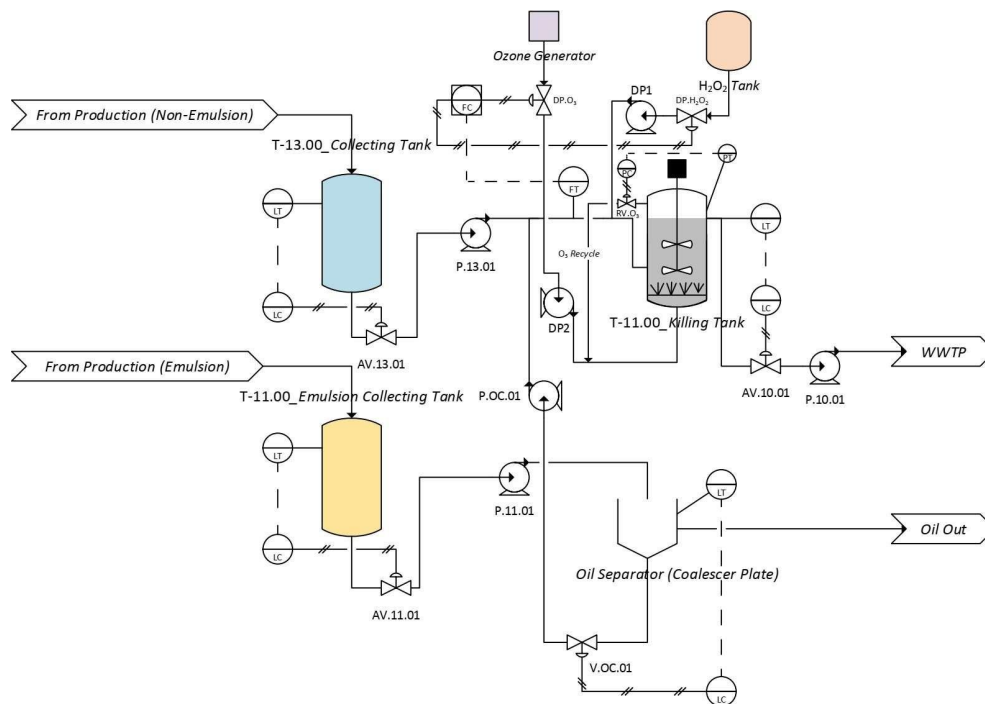 Ozone Generator
H₂O₂ Tank
DP1
DP.H₂O₂
DP.O₃
FC
From Production (Non-Emulsion)
T-13.00_Collecting Tank
PC
PT
FT
LT
RV.O₃
LT
P.13.01
O₃ Recycle
LC
LC
DP2
T-11.00_Killing Tank
AV.13.01
From Production (Emulsion)
WWTP
AV.10.01
P.10.01
T-11.00_Emulsion Collecting Tank
P.OC.01
LT
P.11.01
LT
Oil Out
LC
Oil Separator (Coalescer Plate)
AV.11.01
V.OC.01
LC